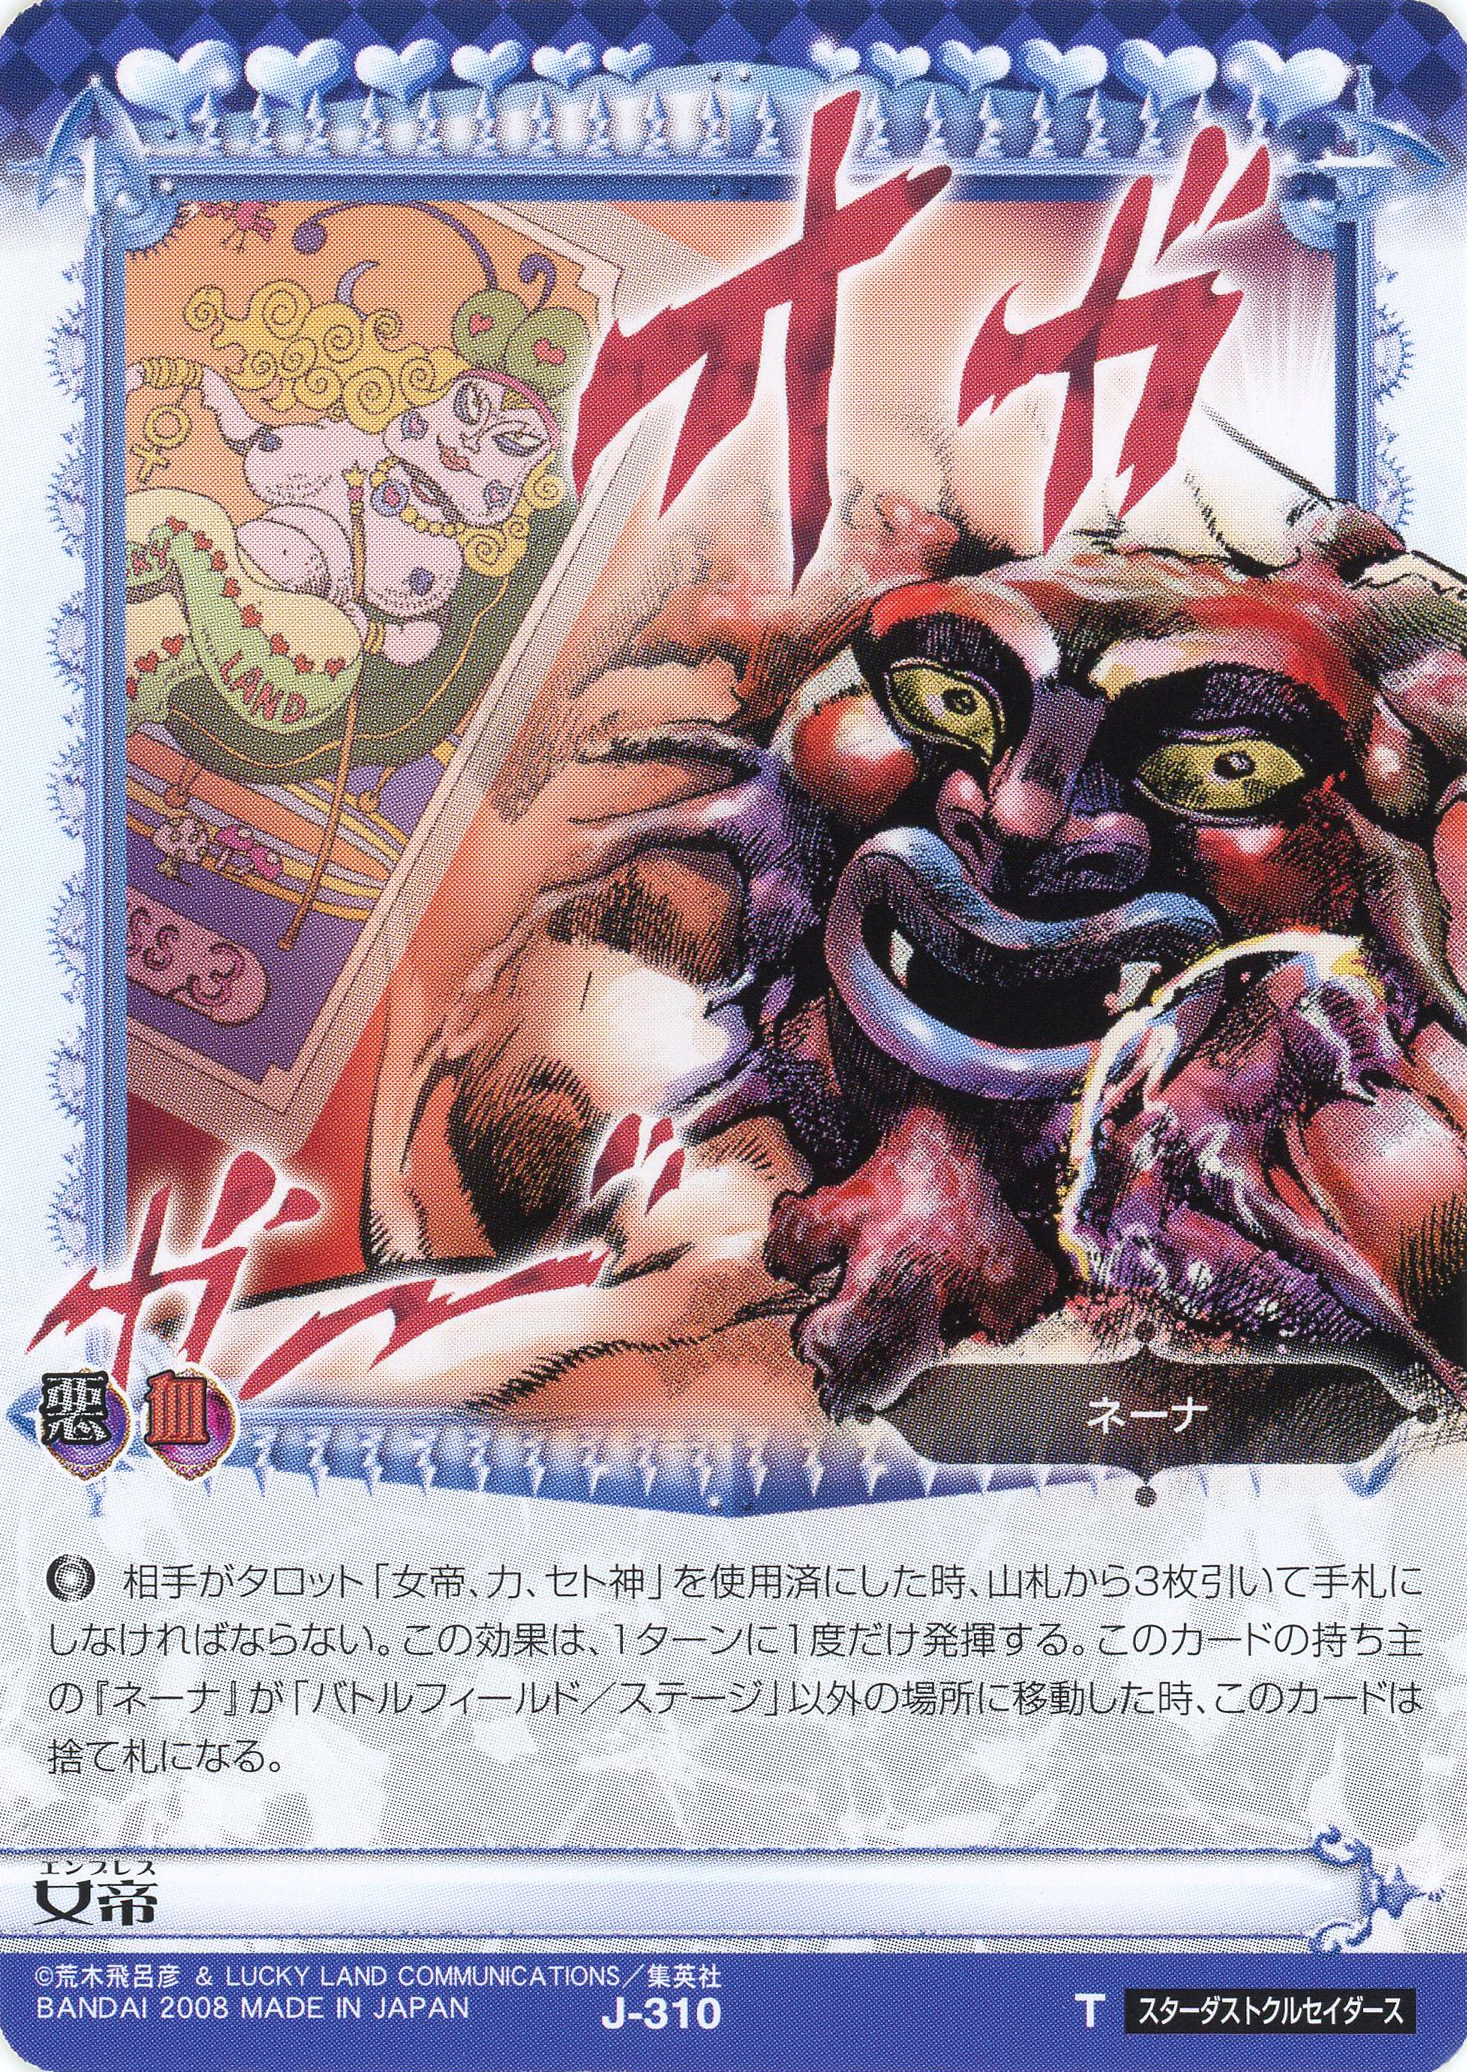 オガ
KY
LAND
ガーッ
悪 血
ネーナ
◎ 相手がタロット「女帝、力、セト神」を使用済にした時、山札から3枚引いて手札に
しなければならない。この効果は、1ターンに1度だけ発揮する。このカードの持ち主
の『ネーナ』が「バトルフィールド／ステージ」以外の場所に移動した時、このカードは
捨て札になる。
エンプレス
女帝
©荒木飛呂彦 & LUCKY LAND COMMUNICATIONS／集英社
BANDAI 2008 MADE IN JAPAN
J-310
T スターダストクルセイダース